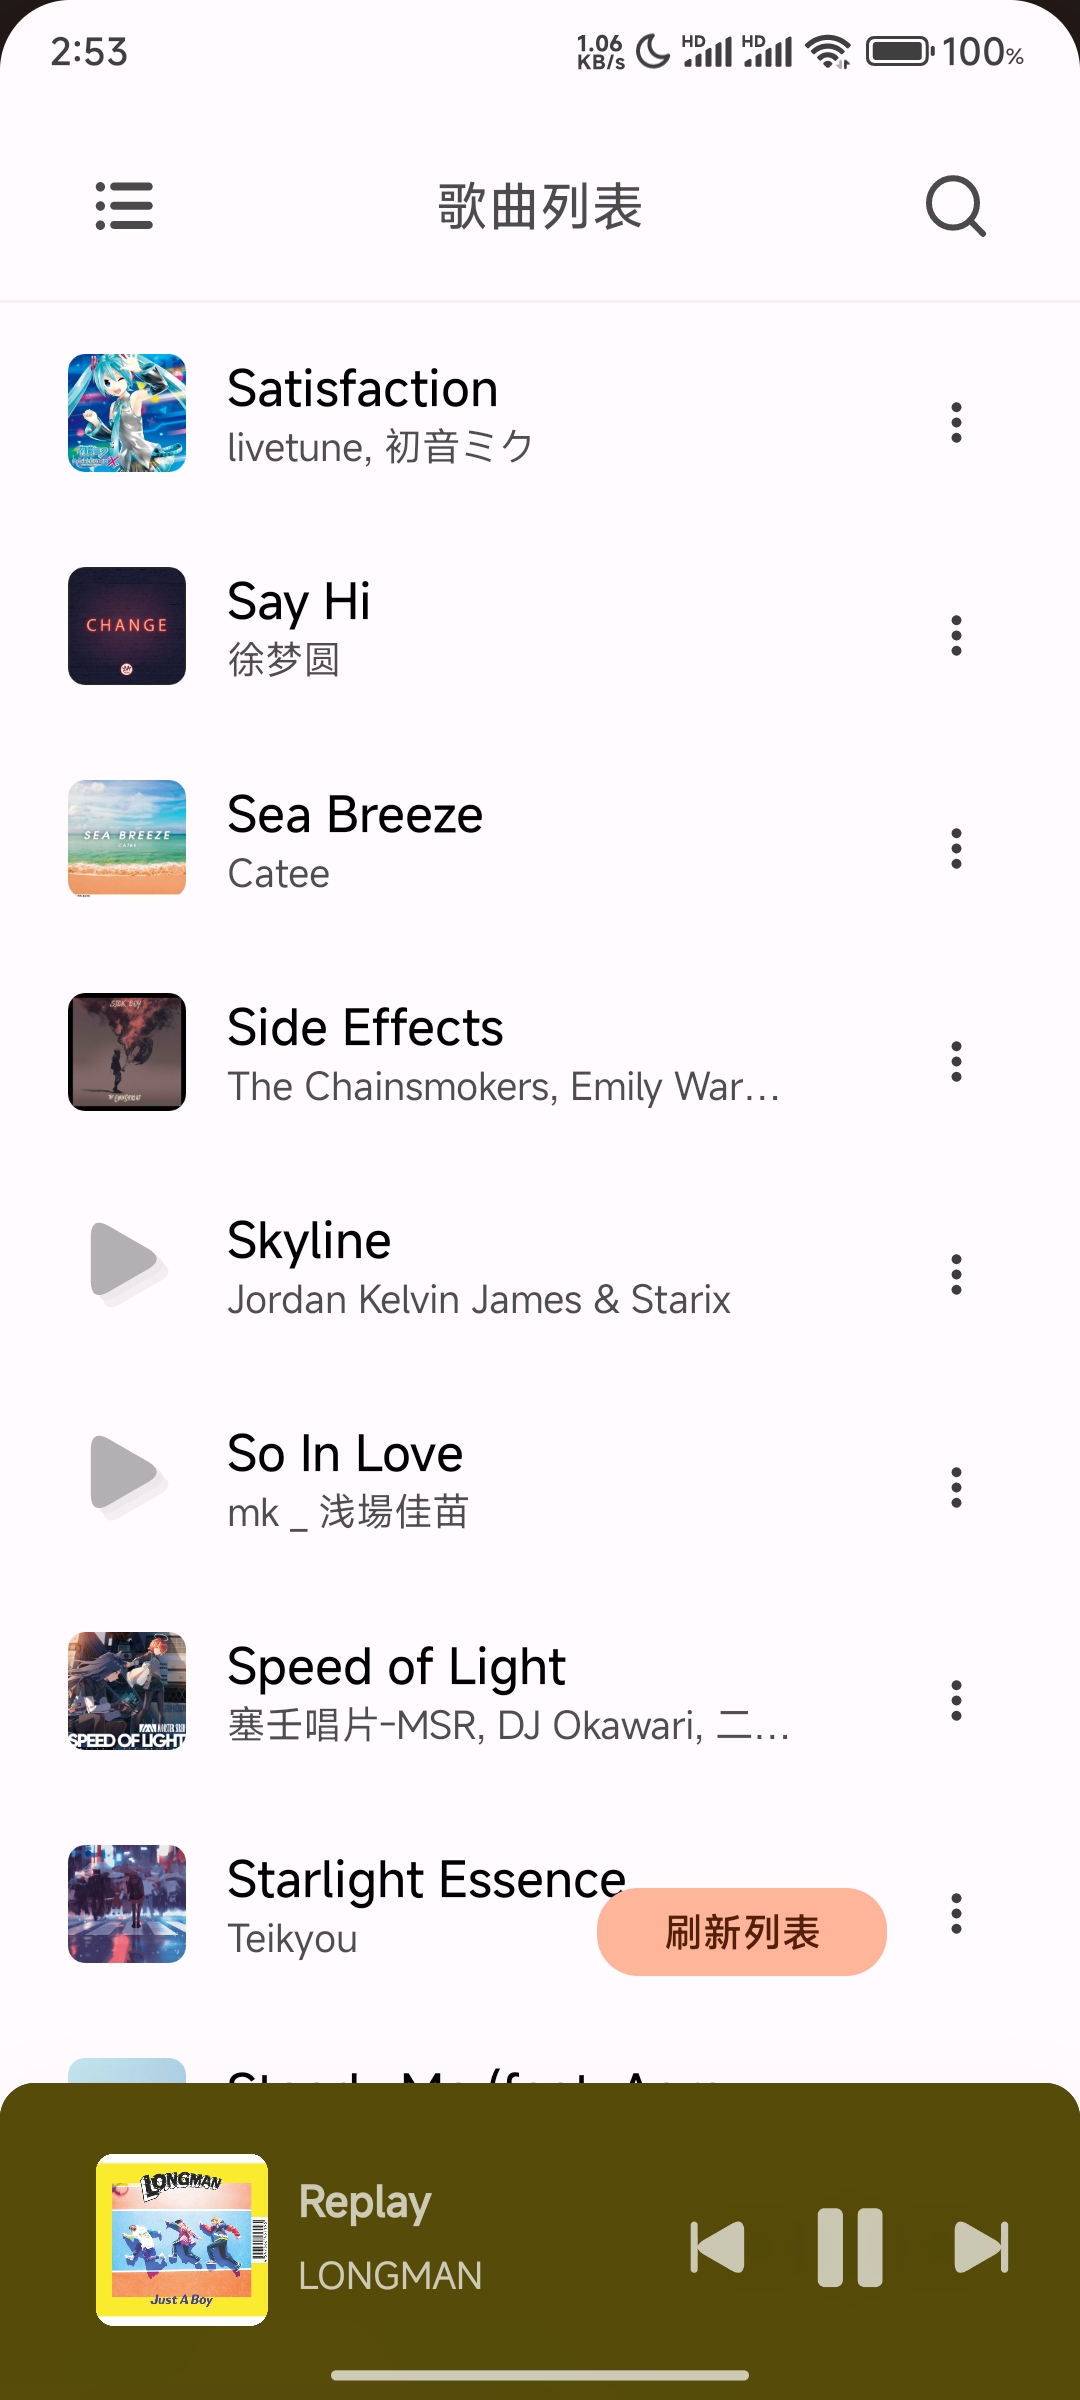 2:53
1.06
KB/s
HD
HD
100%
歌曲列表
Satisfaction
livetune, 初音ミク
Say Hi
CHANGE
徐梦圆
Sea Breeze
SEA BREEZE
CATEE
Catee
Side Effects
SICK BOY
The Chainsmokers, Emily War...
Skyline
Jordan Kelvin James & Starix
So In Love
mk _ 浅場佳苗
Speed of Light
SPEED OF LIGHT
塞壬唱片-MSR, DJ Okawari, 二...
Starlight Essence
Teikyou
刷新列表
LONGMAN
Just A Boy
Replay
LONGMAN